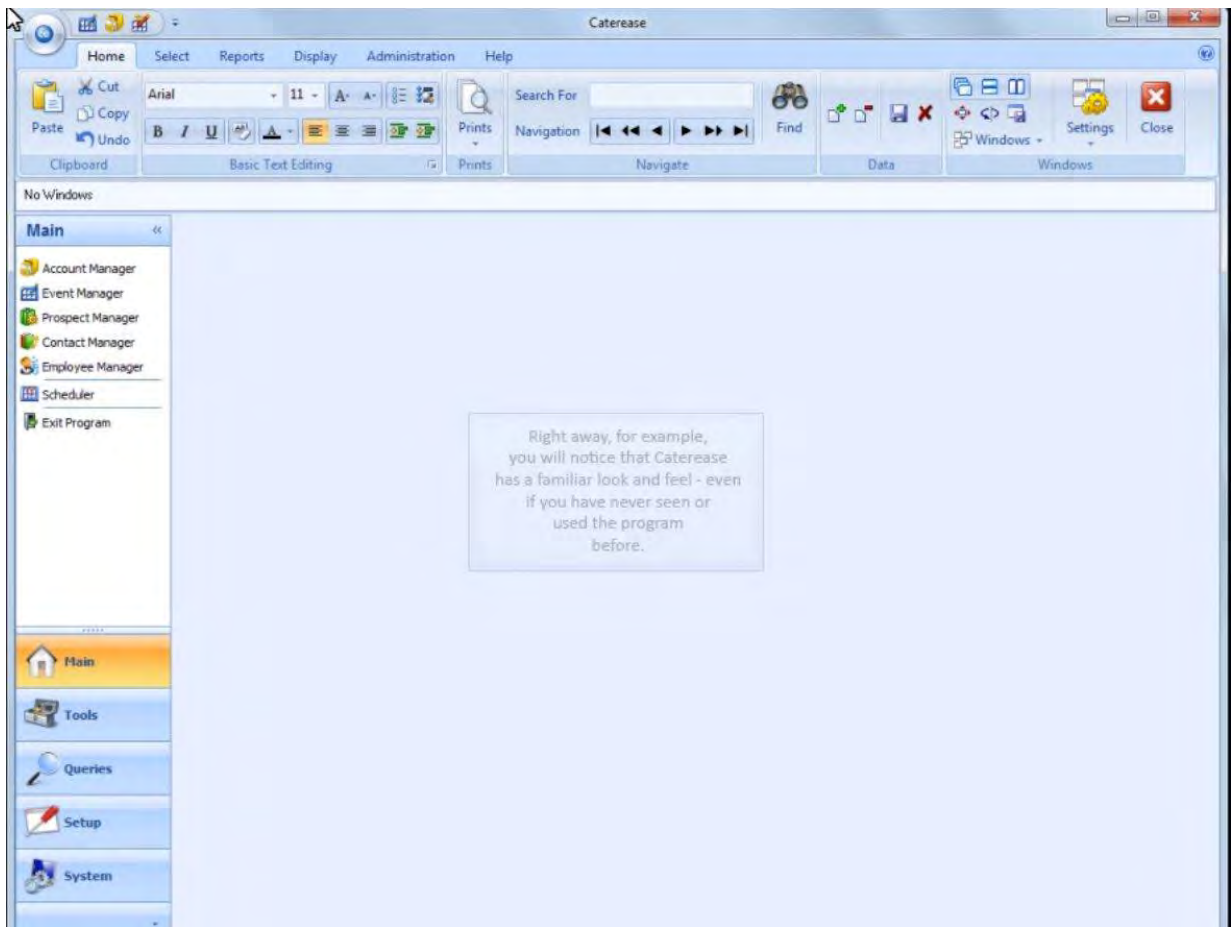 Caterease
Home Select Reports Display Administration Help
Paste
Cut
Copy
Undo
Clipboard
Arial 11 A A
B I U A
Basic Text Editing
Prints
Prints
Search For
Navigation
Find
Navigate
Data
Windows
Settings
Close
Windows
No Windows
Main
Account Manager
Event Manager
Prospect Manager
Contact Manager
Employee Manager
Scheduler
Exit Program
Right away, for example,
you will notice that Caterease
has a familiar look and feel - even
if you have never seen or
used the program
before.
Main
Tools
Queries
Setup
System